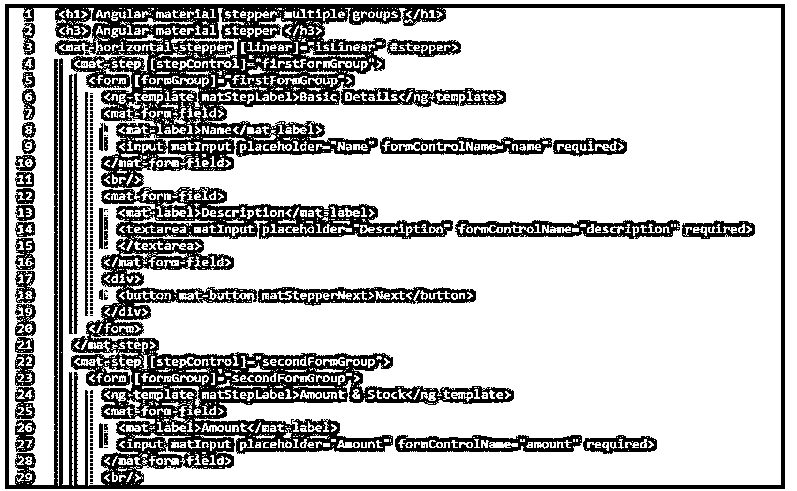 1 <h1> Angular material stepper multiple groups </h1>
2 <h3> Angular material stepper </h3>
3 <mat-horizontal-stepper [linear]="isLinear" #stepper>
4 <mat-step [stepControl]="firstFormGroup">
5 <form [formGroup]="firstFormGroup">
6 <ng-template matStepLabel>Basic Details</ng-template>
7 <mat-form-field>
8 <mat-label>Name</mat-label>
9 <input matInput placeholder="Name" formControlName="name" required>
10 </mat-form-field>
11 <br/>
12 <mat-form-field>
13 <mat-label>Description</mat-label>
14 <textarea matInput placeholder="Description" formControlName="description" required>
15 </textarea>
16 </mat-form-field>
17 <div>
18 <button mat-button matStepperNext>Next</button>
19 </div>
20 </form>
21 </mat-step>
22 <mat-step [stepControl]="secondFormGroup">
23 <form [formGroup]="secondFormGroup">
24 <ng-template matStepLabel>Amount & Stock</ng-template>
25 <mat-form-field>
26 <mat-label>Amount</mat-label>
27 <input matInput placeholder="Amount" formControlName="amount" required>
28 </mat-form-field>
29 <br/>